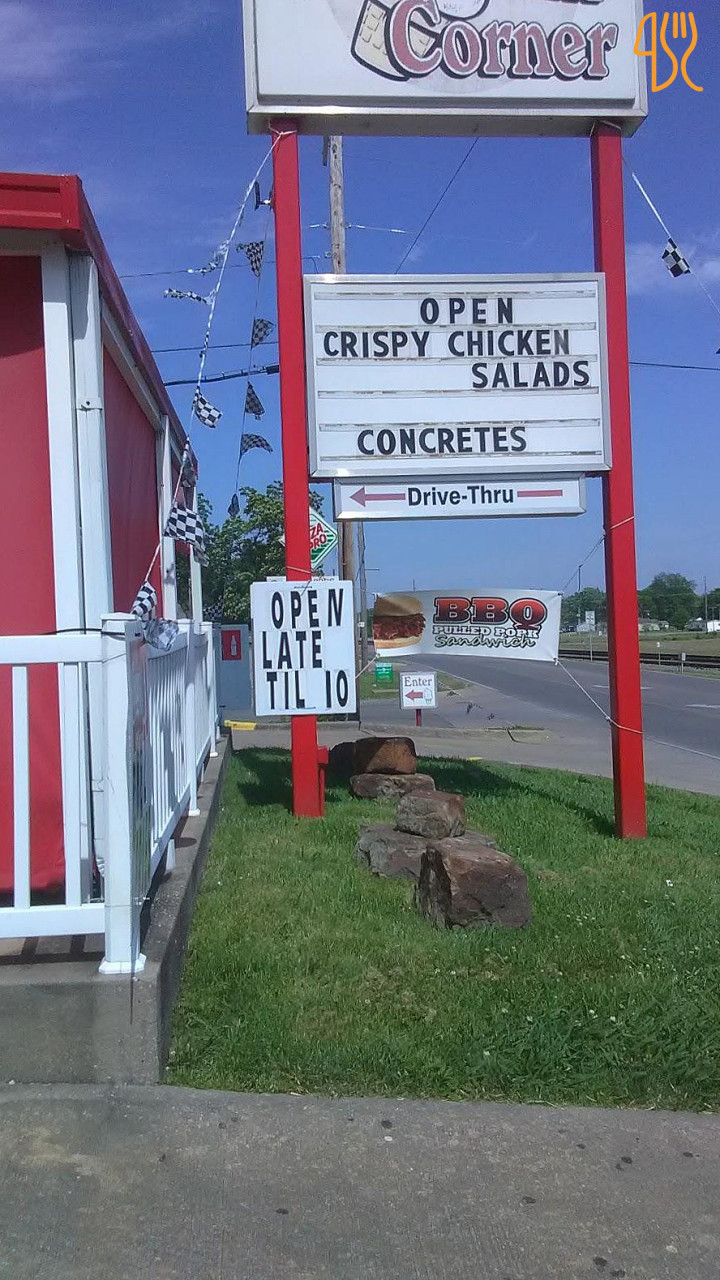 Corner
OPEN
CRISPY CHICKEN
SALADS
CONCRETES
Drive-Thru
OPEN
LATE
TIL 10
BBQ
PULLED PORK
Sandwich
Enter